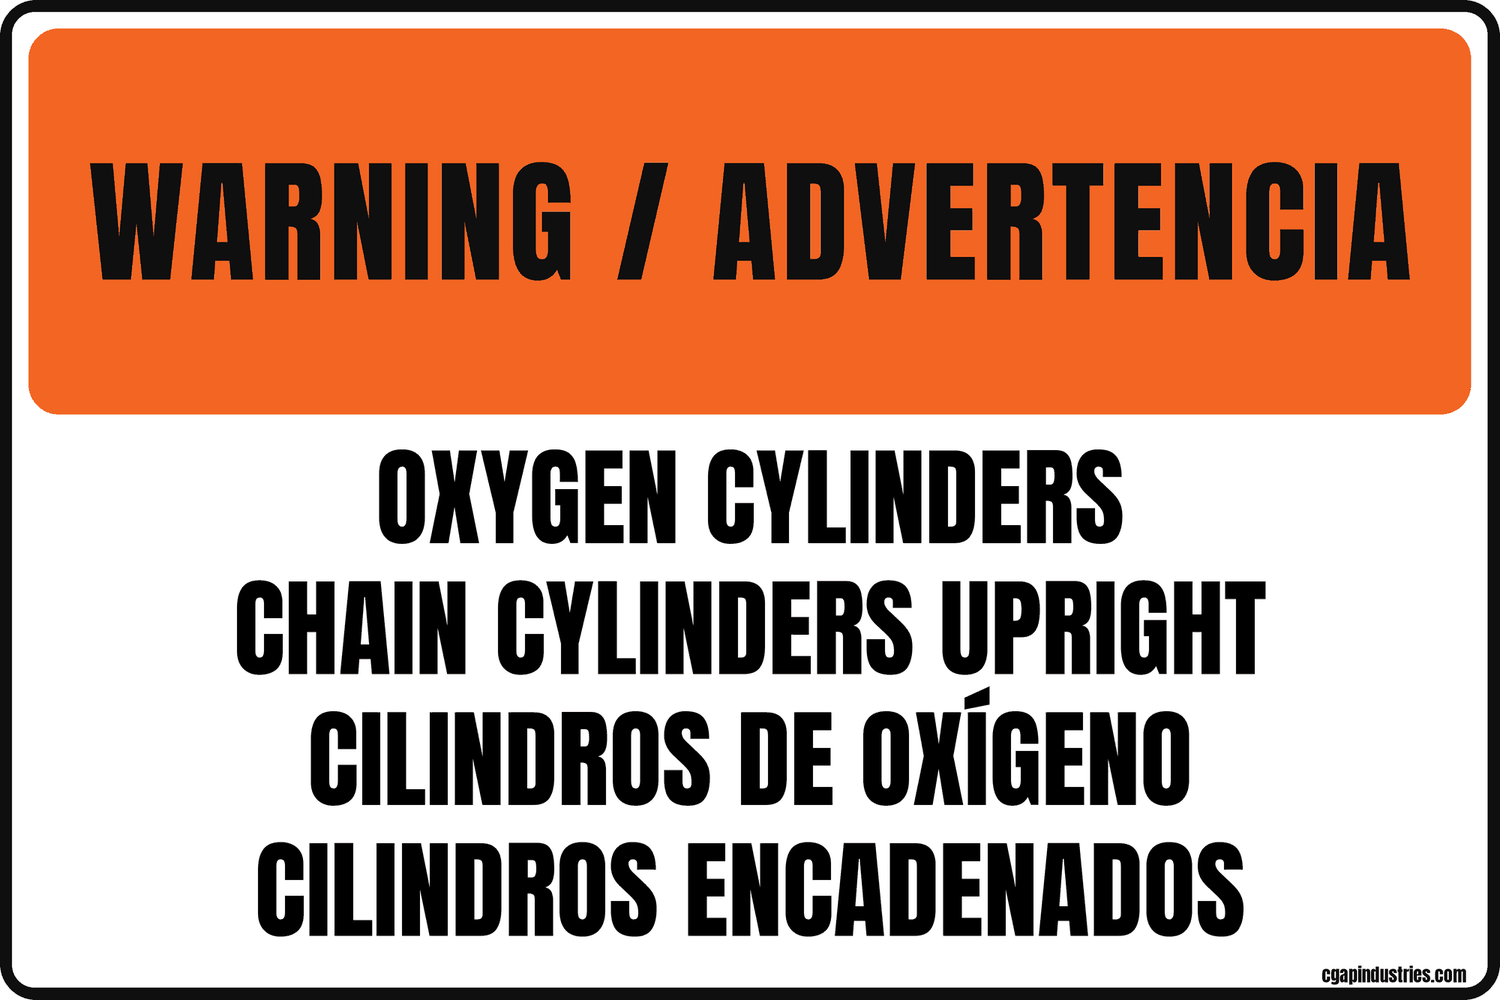 WARNING / ADVERTENCIA
OXYGEN CYLINDERS
CHAIN CYLINDERS UPRIGHT
CILINDROS DE OXÍGENO
CILINDROS ENCADENADOS
cgapindustries.com